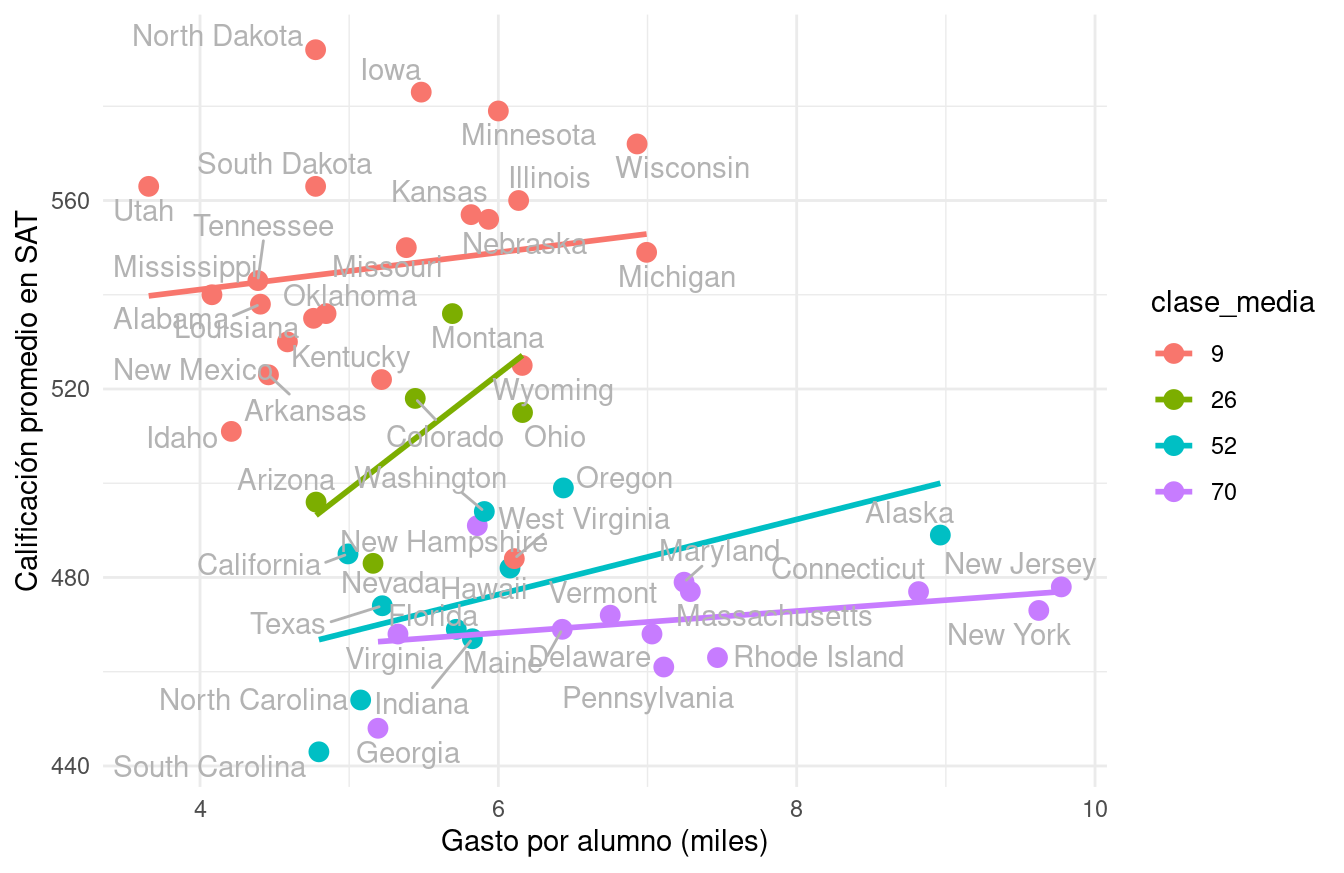 North Dakota
Iowa
Minnesota
South Dakota
Wisconsin
Illinois
Kansas
Utah
Tennessee
Nebraska
Mississippi
Missouri
Michigan
Oklahoma
Alabama
Louisiana
Montana
Kentucky
New Mexico
Wyoming
Arkansas
Idaho
Colorado
Ohio
Arizona
Washington
Oregon
West Virginia
Alaska
New Hampshire
Maryland
California
Connecticut
New Jersey
Nevada
Hawaii
Vermont
Florida
Massachusetts
Texas
New York
Virginia
Maine
Delaware
Rhode Island
North Carolina
Indiana
Pennsylvania
Georgia
South Carolina
560
520
480
440
4
6
8
10
Gasto por alumno (miles)
Calificación promedio en SAT
clase_media
9
26
52
70